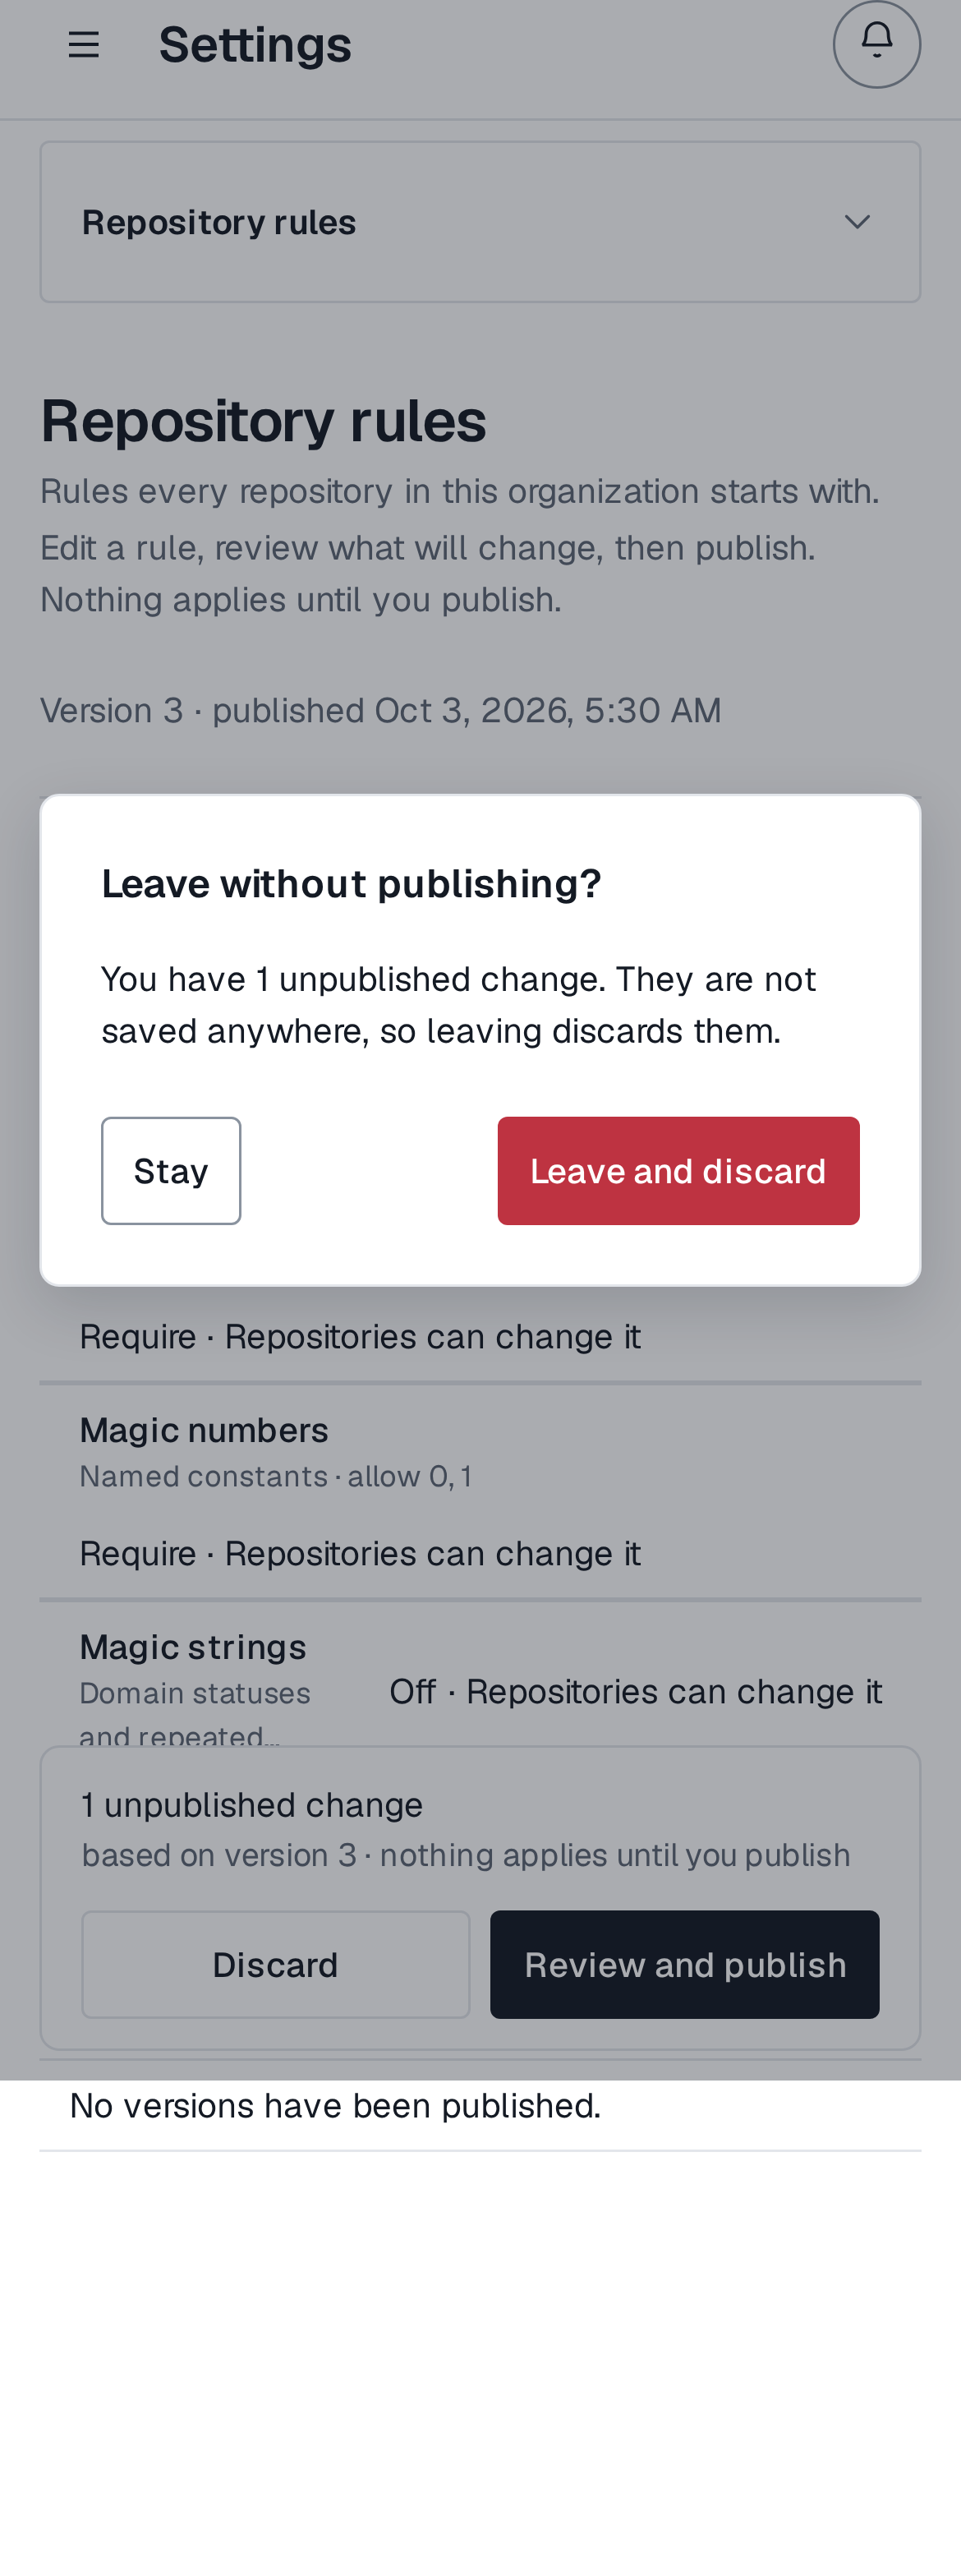 Settings
Repository rules
Repository rules
Rules every repository in this organization starts with.
Edit a rule, review what will change, then publish.
Nothing applies until you publish.
Version 3 · published Oct 3, 2026, 5:30 AM
Leave without publishing?
You have 1 unpublished change. They are not
saved anywhere, so leaving discards them.
Stay
Leave and discard
Require · Repositories can change it
Magic numbers
Named constants · allow 0, 1
Require · Repositories can change it
Magic strings
Domain statuses
Off · Repositories can change it
and repeated…
1 unpublished change
based on version 3 · nothing applies until you publish
Discard
Review and publish
No versions have been published.